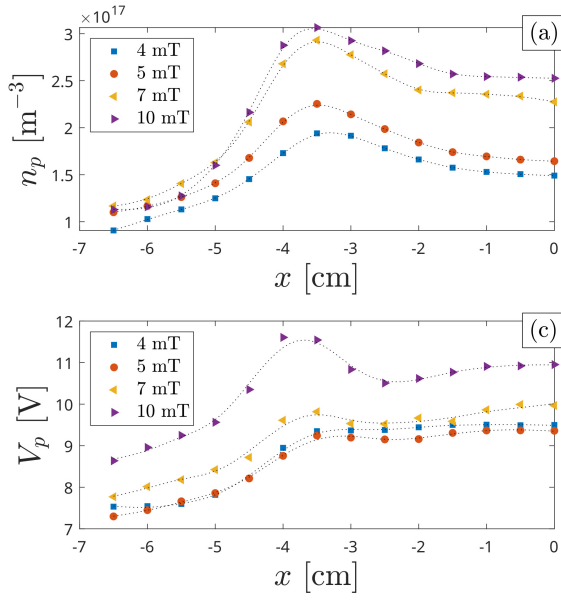 ×10¹⁷
(a)
3
2.5
2
1.5
1
4 mT
5 mT
7 mT
10 mT
n_p [m⁻³]
-7 -6 -5 -4 -3 -2 -1 0
x [cm]
(c)
12
11
10
9
8
7
4 mT
5 mT
7 mT
10 mT
V_p [V]
-7 -6 -5 -4 -3 -2 -1 0
x [cm]